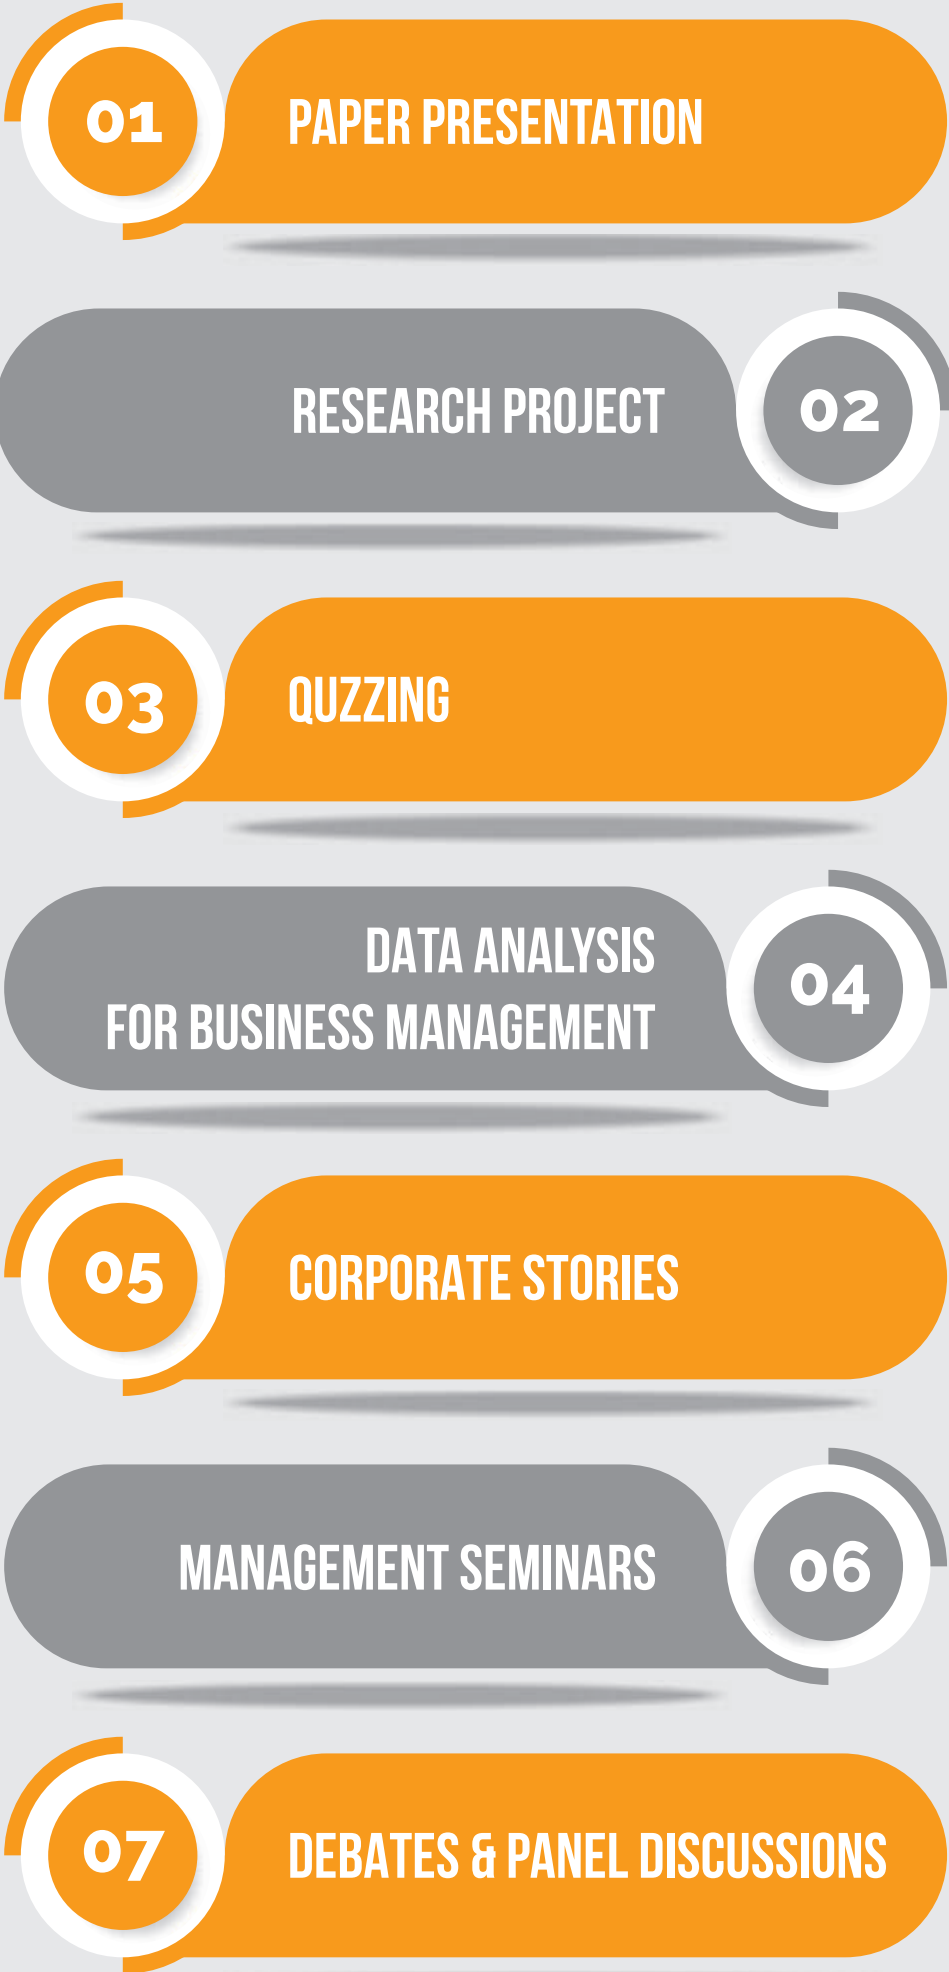 01
PAPER PRESENTATION
RESEARCH PROJECT
02
03
QUZZING
DATA ANALYSIS
FOR BUSINESS MANAGEMENT
04
05
CORPORATE STORIES
MANAGEMENT SEMINARS
06
07
DEBATES & PANEL DISCUSSIONS